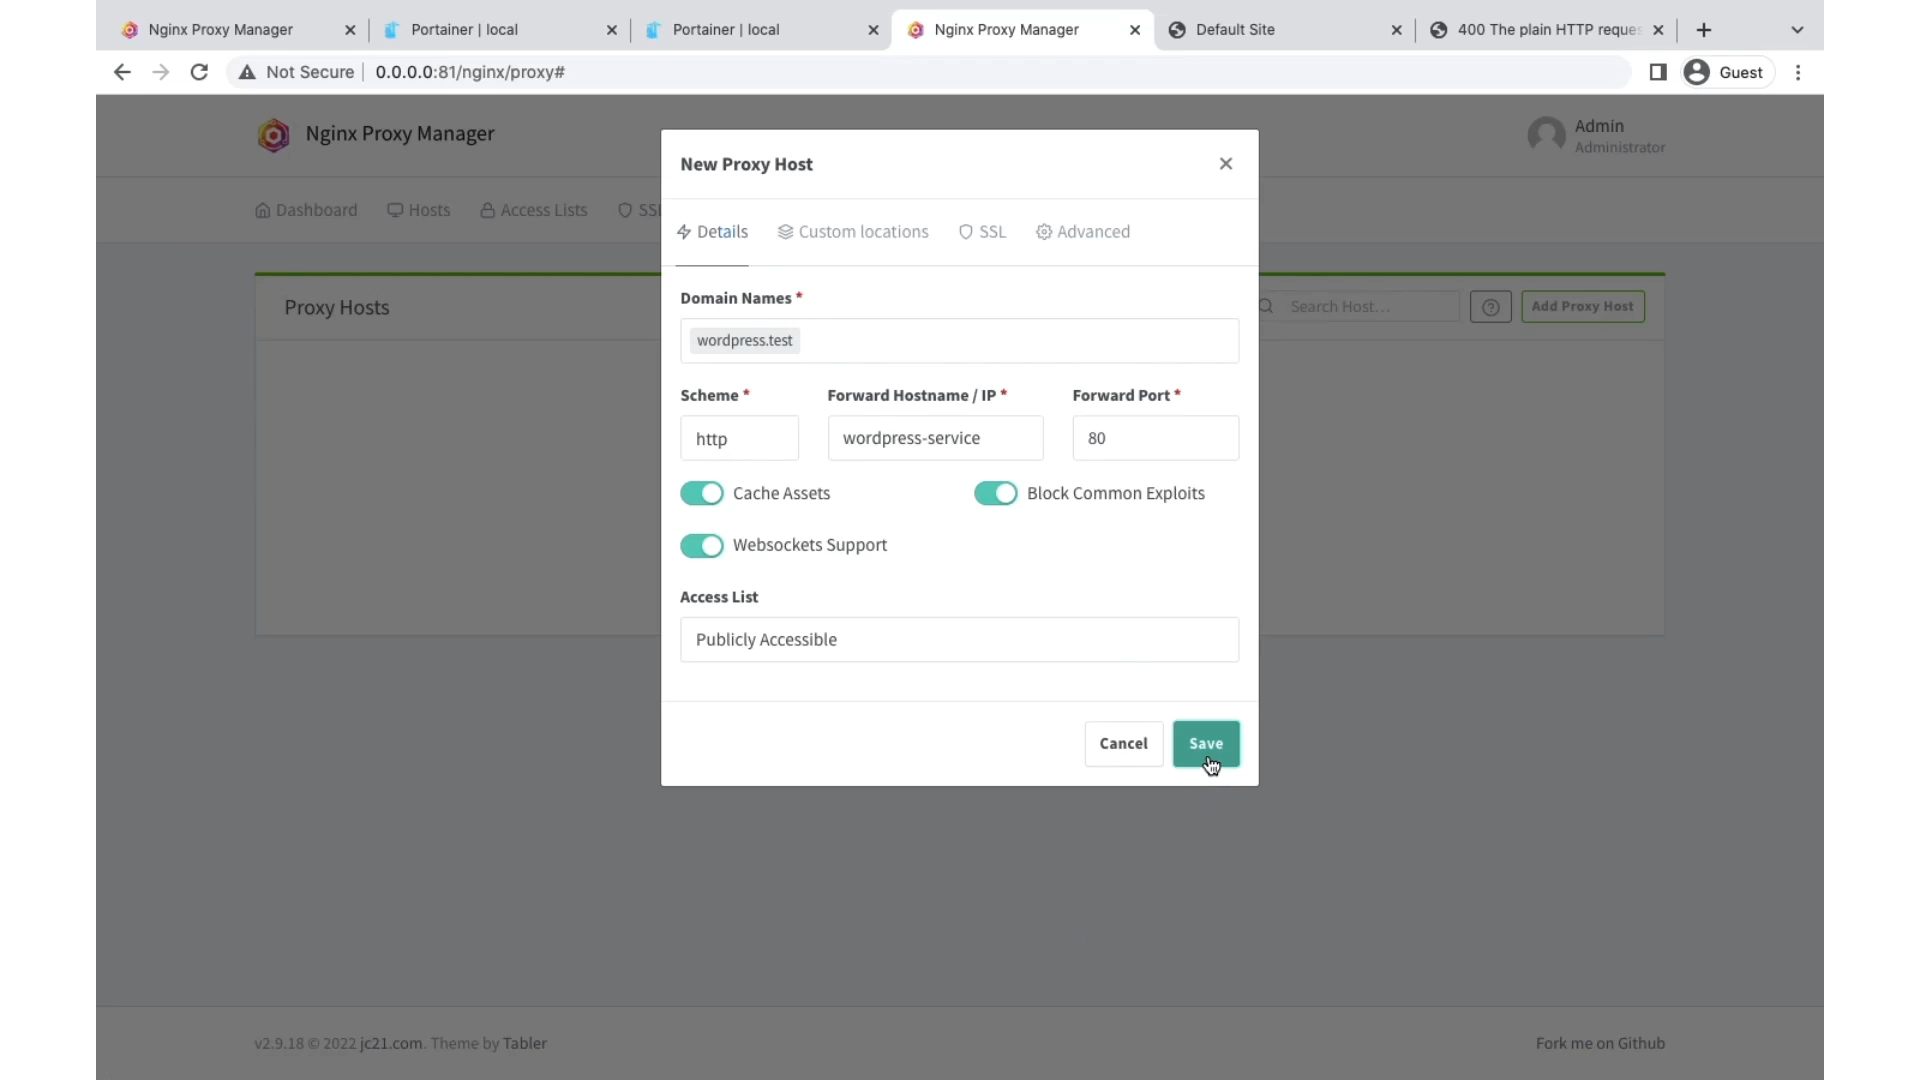 Nginx Proxy Manager
Portainer | local
Portainer | local
Nginx Proxy Manager
Default Site
400 The plain HTTP reques
Not Secure
0.0.0.0:81/nginx/proxy#
Guest
Nginx Proxy Manager
Admin
Administrator
Dashboard
Hosts
Access Lists
SSL
Proxy Hosts
Search Host...
Add Proxy Host
New Proxy Host
Details
Custom locations
SSL
Advanced
Domain Names *
wordpress.test
Scheme *
Forward Hostname / IP *
Forward Port *
http
wordpress-service
80
Cache Assets
Block Common Exploits
Websockets Support
Access List
Publicly Accessible
Cancel
Save
v2.9.18 © 2022 jc21.com. Theme by Tabler
Fork me on Github